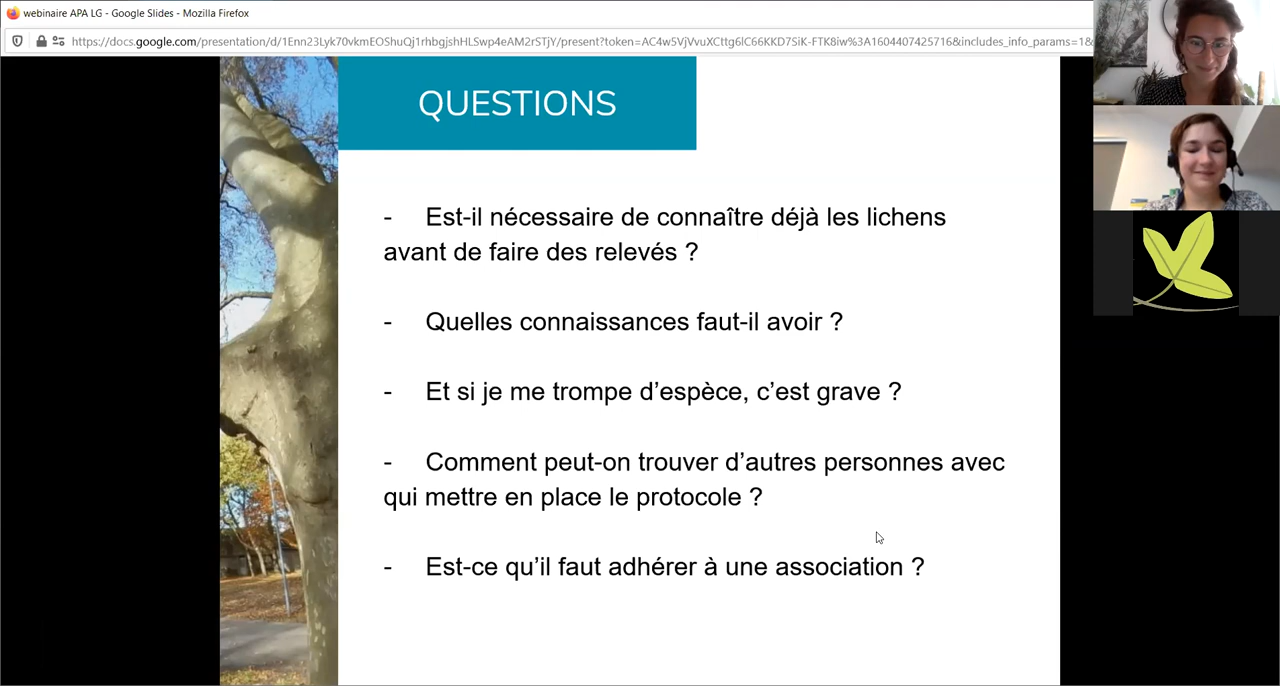 webinaire APA LG - Google Slides - Mozilla Firefox
https://docs.google.com/presentation/d/1Enn23Lyk70vkmEOShuQj1rhbgjshHLSwp4eAM2rSTjY/present?token=AC4w5VjVvuXCttg6lC66KKD7SiK-FTK8iw%3A1604407425716&includes_info_params=1&
QUESTIONS
- Est-il nécessaire de connaître déjà les lichens
avant de faire des relevés ?
- Quelles connaissances faut-il avoir ?
- Et si je me trompe d’espèce, c’est grave ?
- Comment peut-on trouver d’autres personnes avec
qui mettre en place le protocole ?
- Est-ce qu’il faut adhérer à une association ?